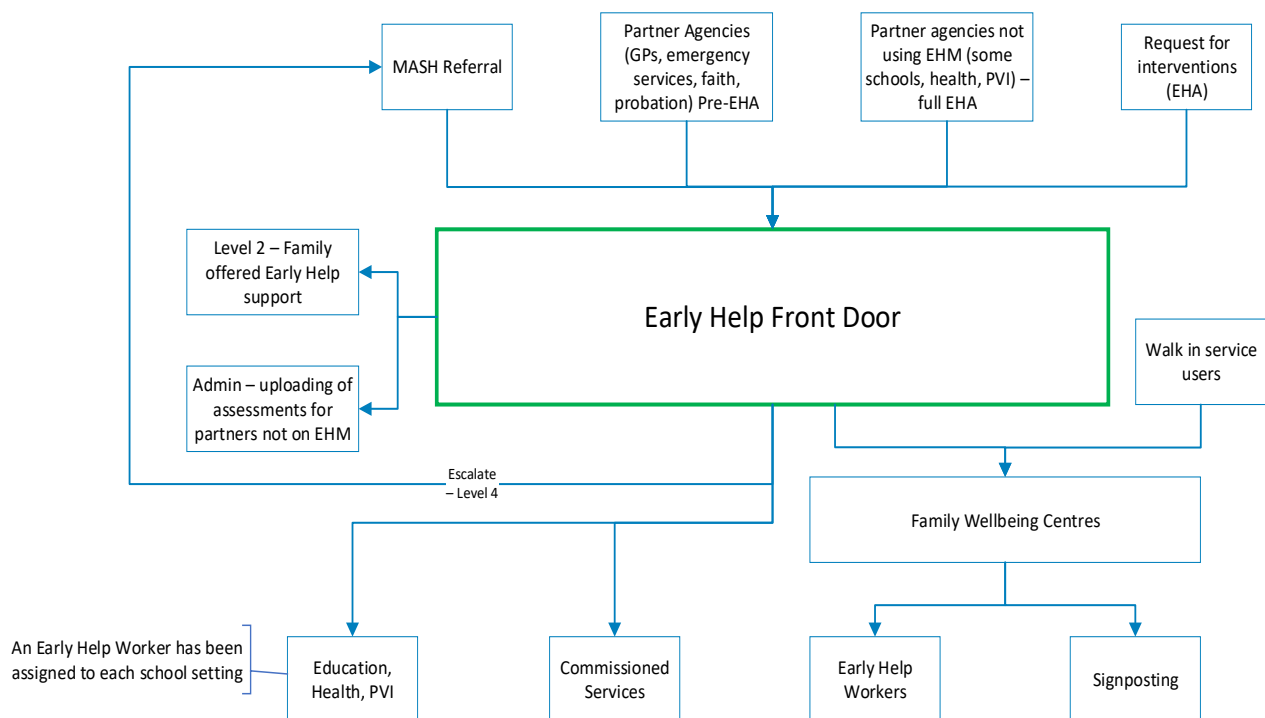 MASH Referral
Partner Agencies
(GPs, emergency
services, faith,
probation) Pre-EHA
Partner agencies not
using EHM (some
schools, health, PVI) –
full EHA
Request for
interventions
(EHA)
Level 2 – Family
offered Early Help
support
Early Help Front Door
Walk in service
users
Admin – uploading of
assessments for
partners not on EHM
Escalate
– Level 4
Family Wellbeing Centres
An Early Help Worker has been
assigned to each school setting
Education,
Health, PVI
Commissioned
Services
Early Help
Workers
Signposting